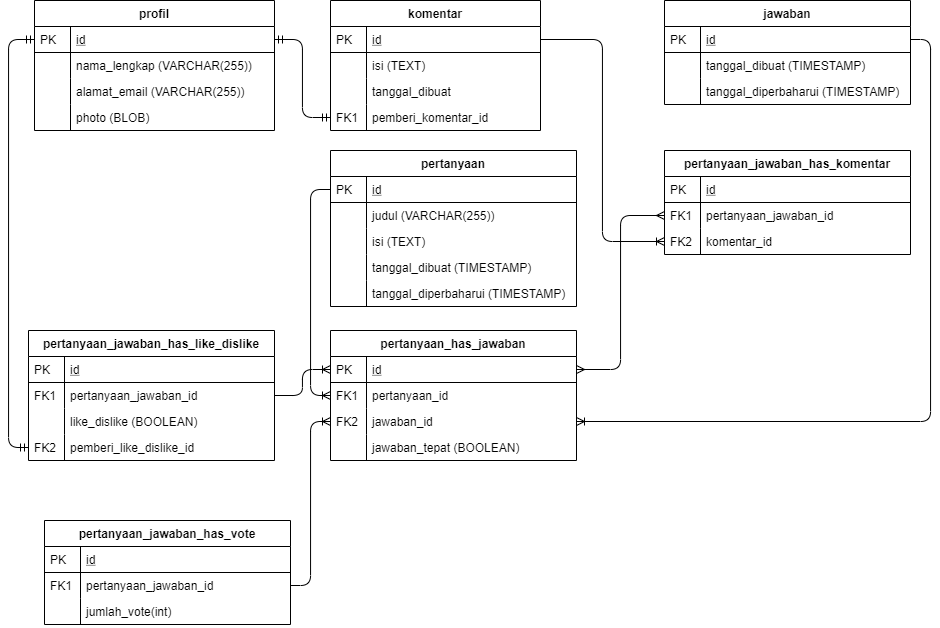 profil
PK id
nama_lengkap (VARCHAR(255))
alamat_email (VARCHAR(255))
photo (BLOB)
komentar
PK id
isi (TEXT)
tanggal_dibuat
FK1 pemberi_komentar_id
jawaban
PK id
tanggal_dibuat (TIMESTAMP)
tanggal_diperbaharui (TIMESTAMP)
pertanyaan
PK id
judul (VARCHAR(255))
isi (TEXT)
tanggal_dibuat (TIMESTAMP)
tanggal_diperbaharui (TIMESTAMP)
pertanyaan_jawaban_has_komentar
PK id
FK1 pertanyaan_jawaban_id
FK2 komentar_id
pertanyaan_jawaban_has_like_dislike
PK id
FK1 pertanyaan_jawaban_id
like_dislike (BOOLEAN)
FK2 pemberi_like_dislike_id
pertanyaan_has_jawaban
PK id
FK1 pertanyaan_id
FK2 jawaban_id
jawaban_tepat (BOOLEAN)
pertanyaan_jawaban_has_vote
PK id
FK1 pertanyaan_jawaban_id
jumlah_vote(int)